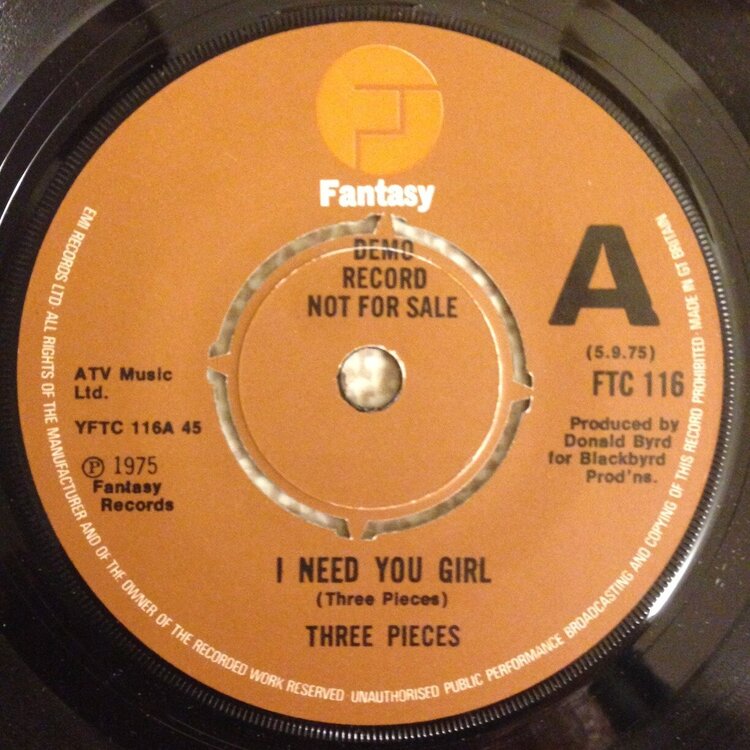 Fantasy
DEMO
RECORD
NOT FOR SALE
A
(5.9.75)
FTC 116
ATV Music
Ltd.
YFTC 116A 45
Ⓟ 1975
Fantasy
Records
Produced by
Donald Byrd
for Blackbyrd
Prod'ns.
I NEED YOU GIRL
(Three Pieces)
THREE PIECES
EMI RECORDS LTD · ALL RIGHTS OF THE MANUFACTURER AND OF THE OWNER OF THE RECORDED WORK RESERVED · UNAUTHORISED PUBLIC PERFORMANCE BROADCASTING AND COPYING OF THIS RECORD PROHIBITED · MADE IN GT BRITAIN